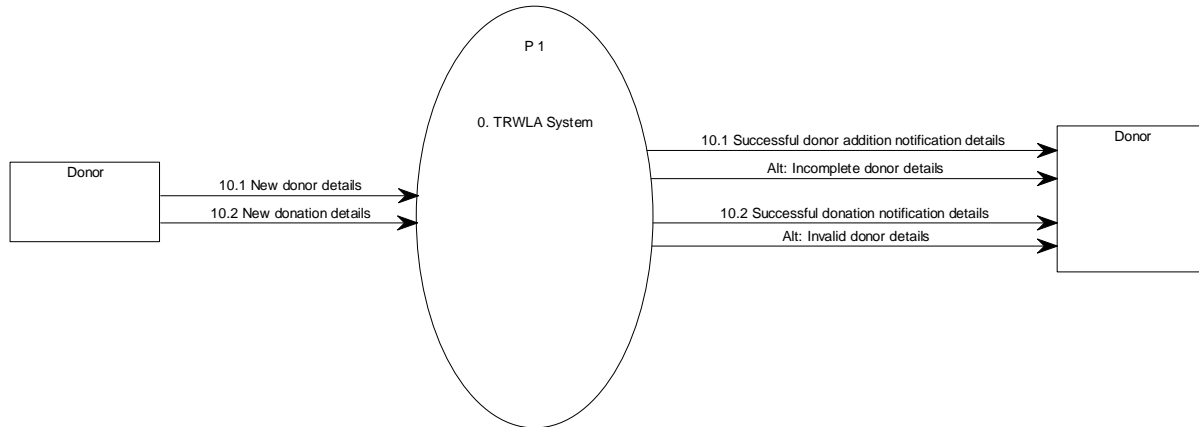 P 1
0. TRWLA System
Donor
10.1 New donor details
10.2 New donation details
10.1 Successful donor addition notification details
Alt: Incomplete donor details
10.2 Successful donation notification details
Alt: Invalid donor details
Donor